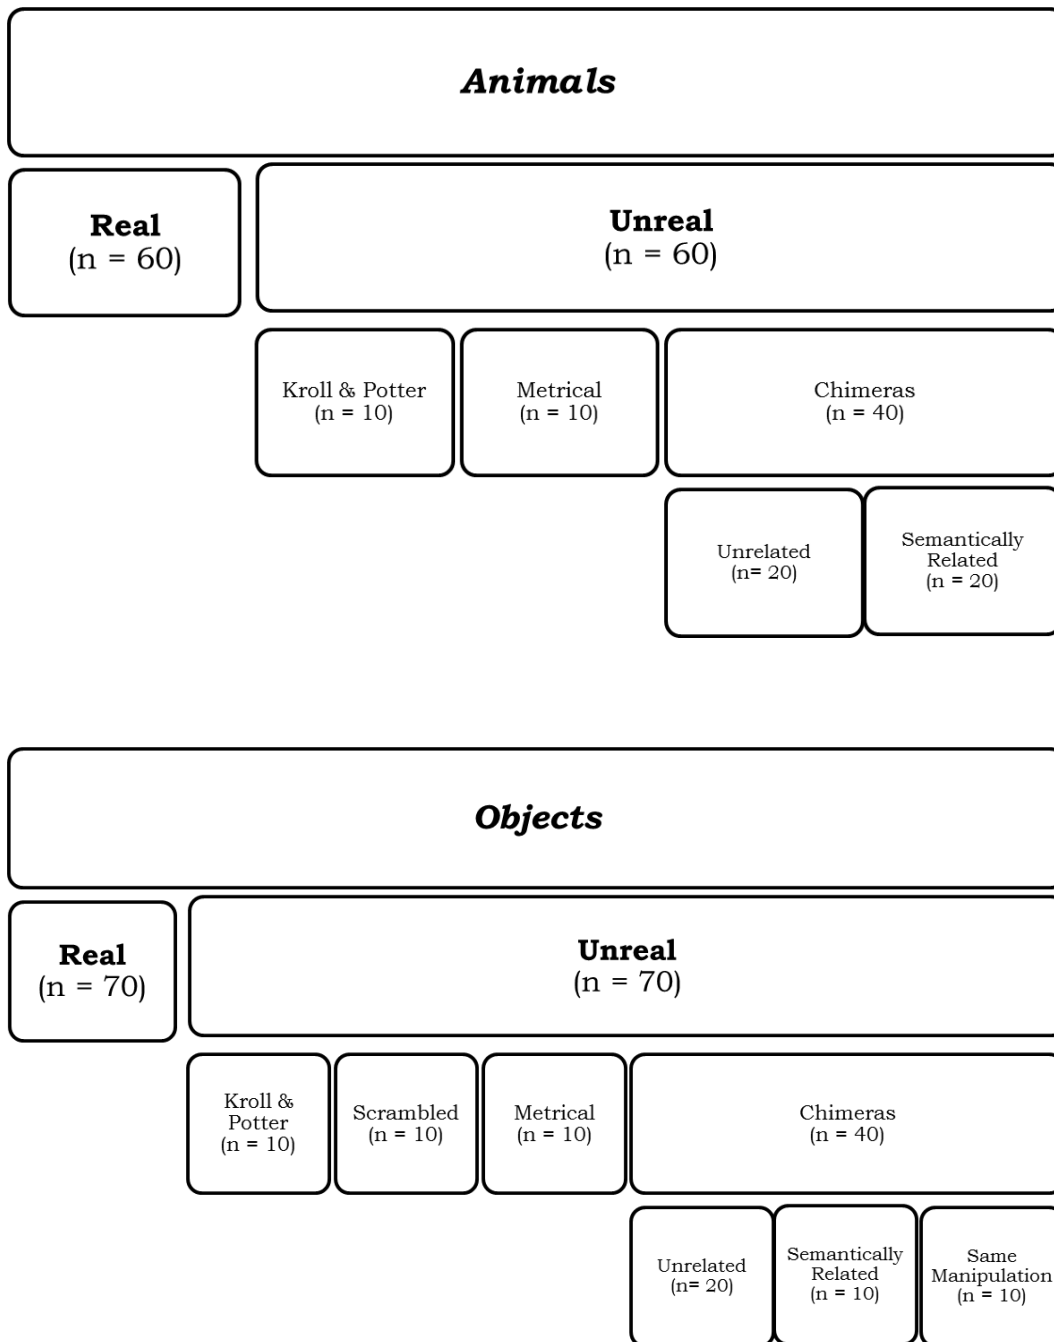 Animals
Real
(n = 60)
Unreal
(n = 60)
Kroll & Potter
(n = 10)
Metrical
(n = 10)
Chimeras
(n = 40)
Unrelated
(n= 20)
Semantically
Related
(n = 20)
Objects
Real
(n = 70)
Unreal
(n = 70)
Kroll &
Potter
(n = 10)
Scrambled
(n = 10)
Metrical
(n = 10)
Chimeras
(n = 40)
Unrelated
(n= 20)
Semantically
Related
(n = 10)
Same
Manipulation
(n = 10)